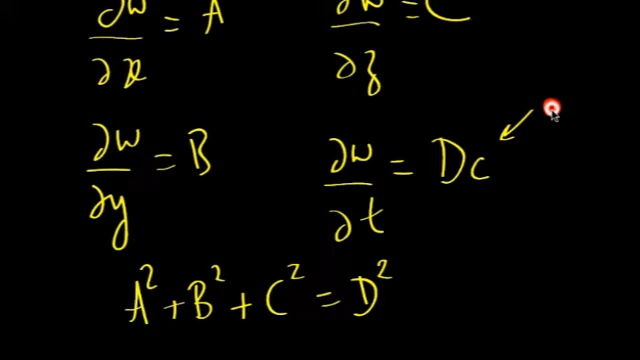 ∂w/∂x = A ∂w/∂z = C
∂w/∂y = B ∂w/∂t = Dc
A² + B² + C² = D²